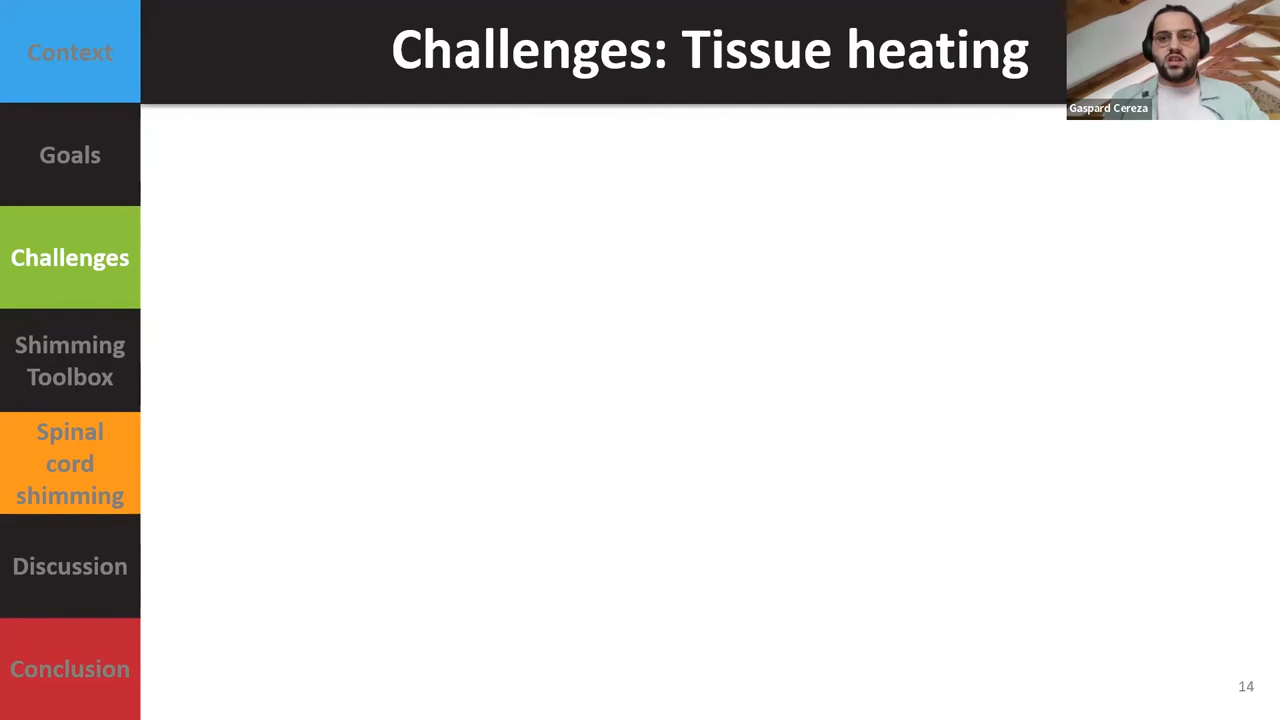 Context
Challenges: Tissue heating
Gaspard Cereza
Goals
Challenges
Shimming
Toolbox
Spinal
cord
shimming
Discussion
Conclusion
14